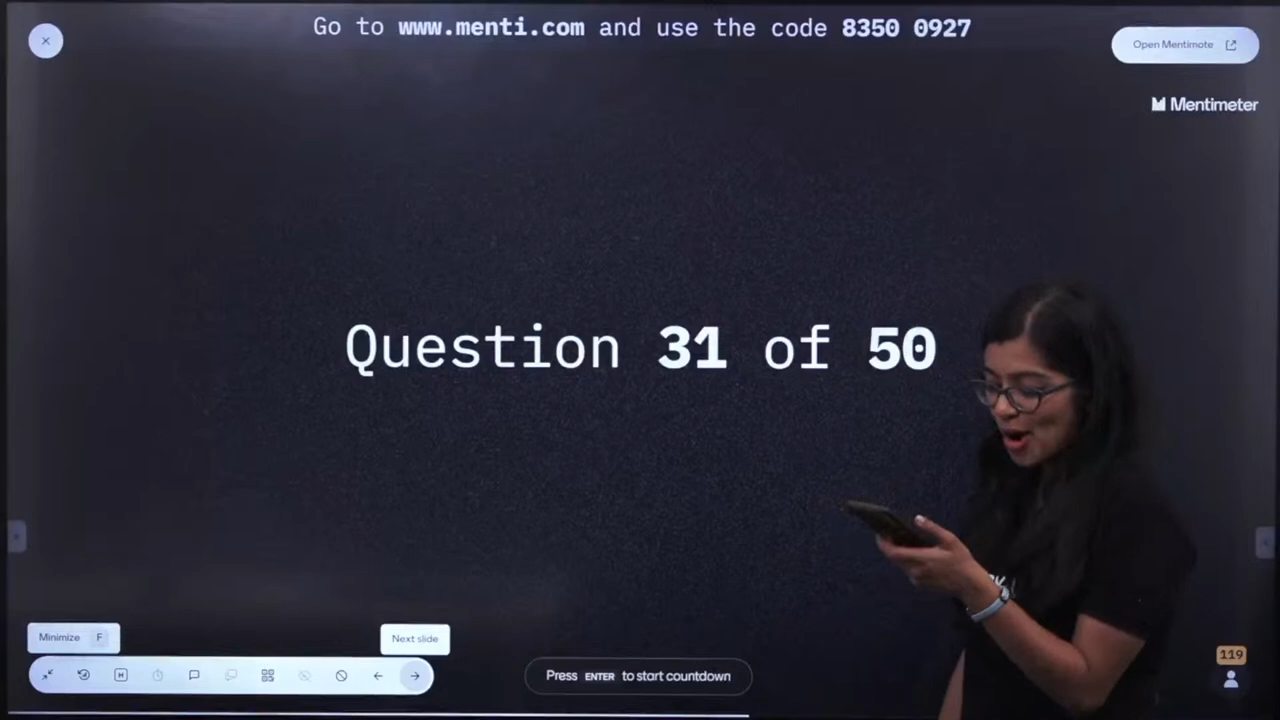 Go to www.menti.com and use the code 8350 0927
Open Mentimote
Mentimeter
Question 31 of 50
Minimize F
Next slide
Press ENTER to start countdown
119